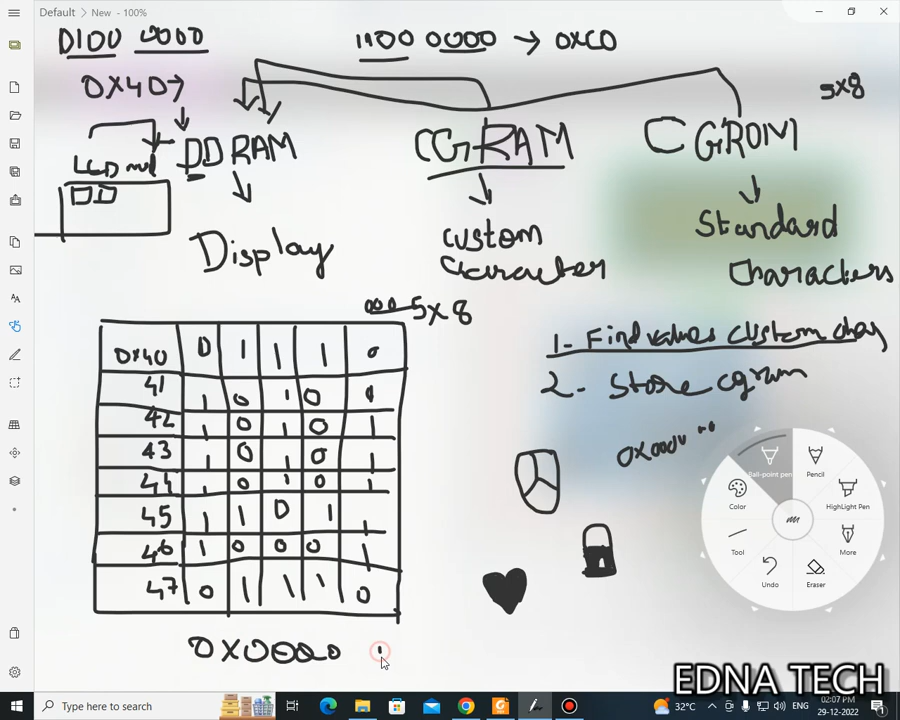 Default > New - 100%
0100 0000
1100 0000 → 0XC0
0X40 →
5X8
DDRAM
CGRAM
CGROM
Display
Custom
Character
Standard
Characters
5X8
000
1. Find values custom char
2. Store cgram
0X40 0 1 1 1 0
41 1 0 1 0 1
42 1 0 1 0 1
43 1 0 1 0 1
44 1 0 1 0 1
45 1 1 0 1 1
46 1 0 0 0 1
47 0 1 1 1 0
Ball-point pen
Pencil
Color
HighLight Pen
Tool
More
Undo
Eraser
EDNA TECH
Type here to search
32°C
ENG
02:07 PM
29-12-2022